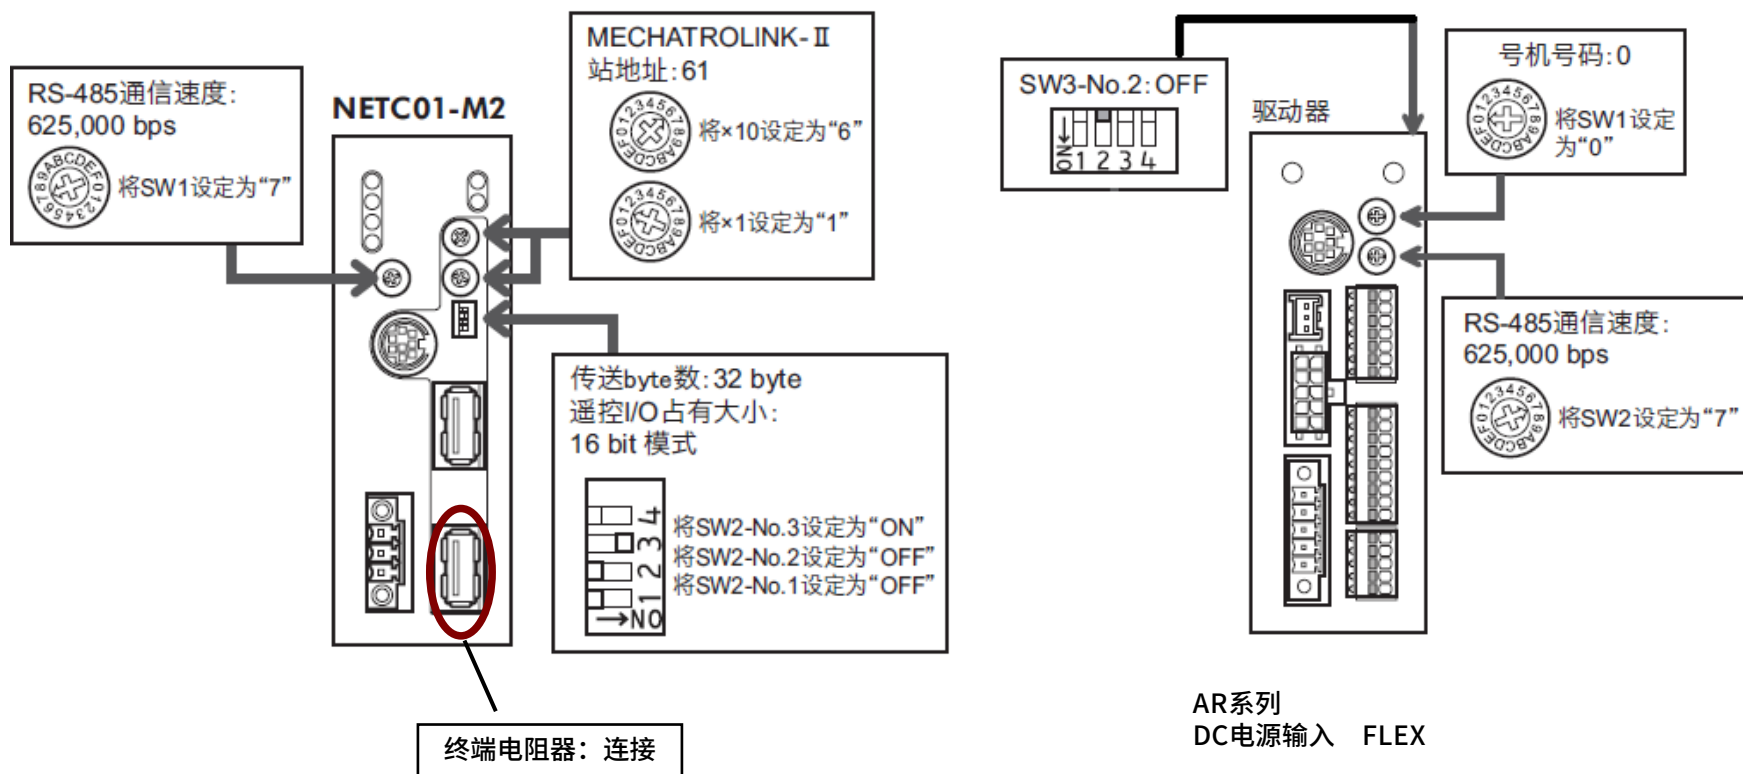 RS-485通信速度:
625,000 bps
将SW1设定为“7”
NETC01-M2
MECHATROLINK-Ⅱ
站地址:61
将×10设定为“6”
将×1设定为“1”
传送byte数:32 byte
遥控I/O占有大小:
16 bit 模式
将SW2-No.3设定为“ON”
将SW2-No.2设定为“OFF”
将SW2-No.1设定为“OFF”
1 2 3 4
→NO
终端电阻器：连接
SW3-No.2:OFF
ON→
1 2 3 4
驱动器
号机号码:0
将SW1设定
为“0”
RS-485通信速度:
625,000 bps
将SW2设定为“7”
AR系列
DC电源输入 FLEX